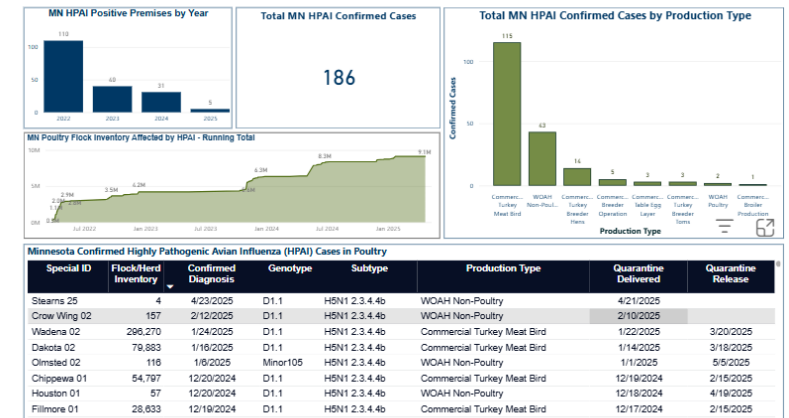 MN HPAI Positive Premises by Year
110
40
31
5
100
50
0
2022
2023
2024
2025
Total MN HPAI Confirmed Cases
186
Total MN HPAI Confirmed Cases by Production Type
Confirmed Cases
100
50
0
115
43
14
5
3
3
2
1
Commerc... Turkey Meat Bird
WOAH Non-Poul...
Commerc... Turkey Breeder Hens
Commerc... Breeder Operation
Commerc... Table Egg Layer
Commerc... Turkey Breeder Toms
WOAH Poultry
Commerc... Broiler Production
Production Type
MN Poultry Flock Inventory Affected by HPAI - Running Total
10M
5M
0M
2.9M
3.5M
4.2M
6.3M
8.3M
9.1M
Jul 2022
Jan 2023
Jul 2023
Jan 2024
Jul 2024
Jan 2025
Minnesota Confirmed Highly Pathogenic Avian Influenza (HPAI) Cases in Poultry
Special ID Flock/Herd Inventory Confirmed Diagnosis Genotype Subtype Production Type Quarantine Delivered Quarantine Release
Stearns 25 4 4/23/2025 D1.1 H5N1 2.3.4.4b WOAH Non-Poultry 4/21/2025
Crow Wing 02 157 2/12/2025 D1.1 H5N1 2.3.4.4b WOAH Non-Poultry 2/10/2025
Wadena 02 296,270 1/24/2025 D1.1 H5N1 2.3.4.4b Commercial Turkey Meat Bird 1/22/2025 3/20/2025
Dakota 02 79,883 1/16/2025 D1.1 H5N1 2.3.4.4b Commercial Turkey Meat Bird 1/14/2025 3/18/2025
Olmsted 02 116 1/6/2025 Minor105 H5N1 2.3.4.4b WOAH Non-Poultry 1/1/2025 5/5/2025
Chippewa 01 54,797 12/20/2024 D1.1 H5N1 2.3.4.4b Commercial Turkey Meat Bird 12/19/2024 2/15/2025
Houston 01 57 12/20/2024 D1.1 H5N1 2.3.4.4b WOAH Non-Poultry 12/18/2024 4/19/2025
Fillmore 01 28,633 12/19/2024 D1.1 H5N1 2.3.4.4b Commercial Turkey Meat Bird 12/17/2024 2/15/2025